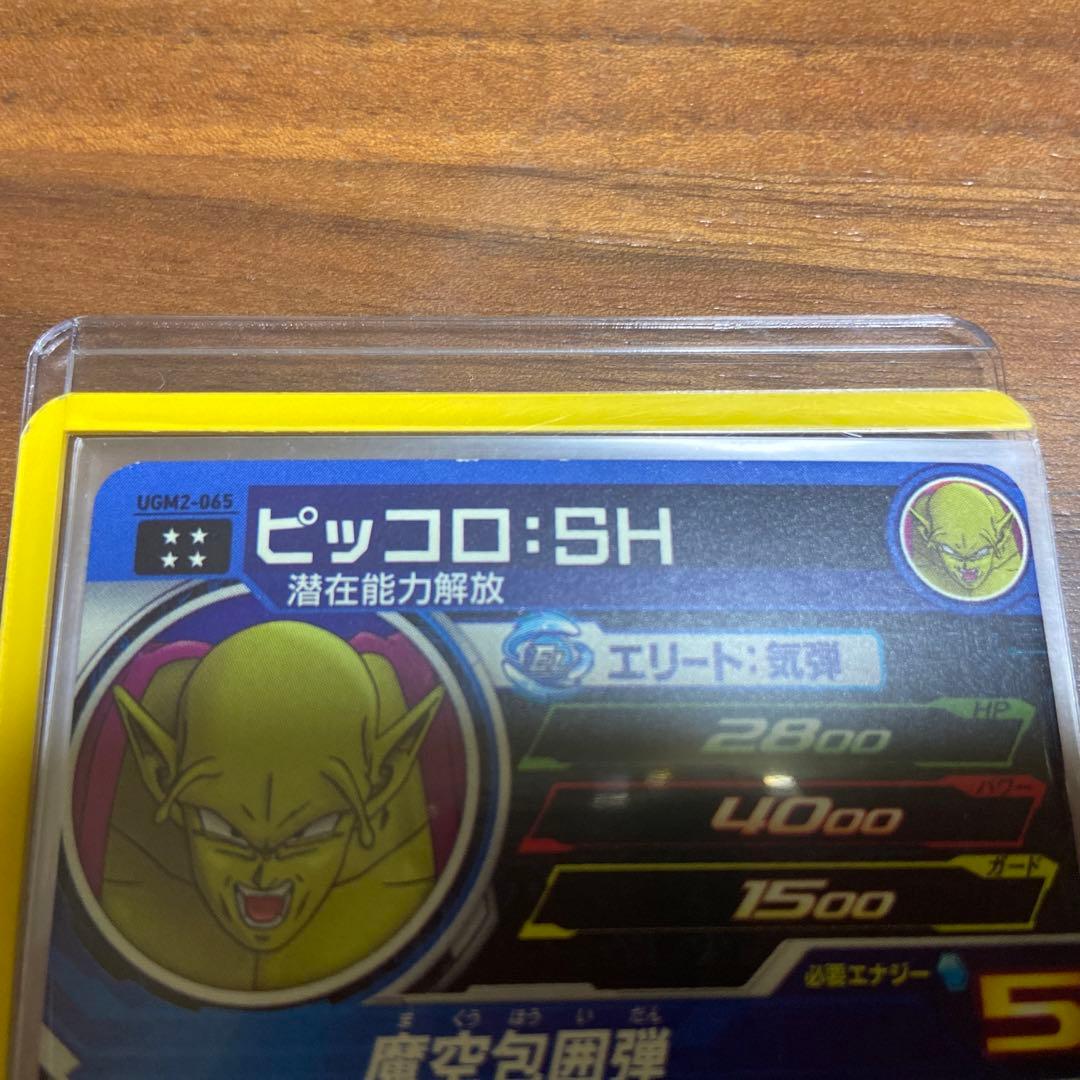 UGM2-065
ピッコロ:SH
潜在能力解放
エリート:気弾
HP
2800
パワー
4000
ガード
1500
必要エナジー
5
ま くう ほう い だん
魔空包囲弾